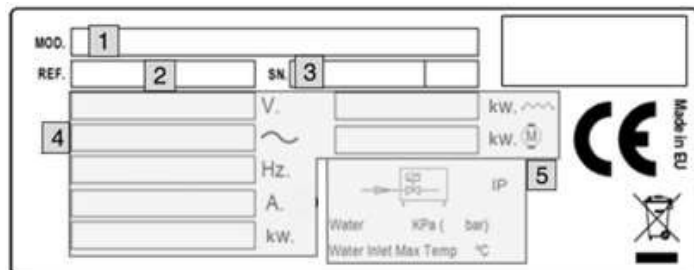 MOD. 1
REF. 2 SN. 3
4 V. kw.
kw. M
Hz.
A.
kw.
5
IP
Water KPa ( bar)
Water Inlet Max Temp °C
CE
Made in EU